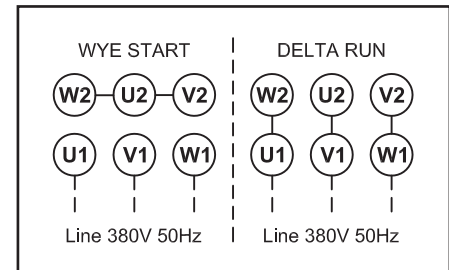 WYE START
W2 U2 V2
U1 V1 W1
Line 380V 50Hz
DELTA RUN
W2 U2 V2
U1 V1 W1
Line 380V 50Hz